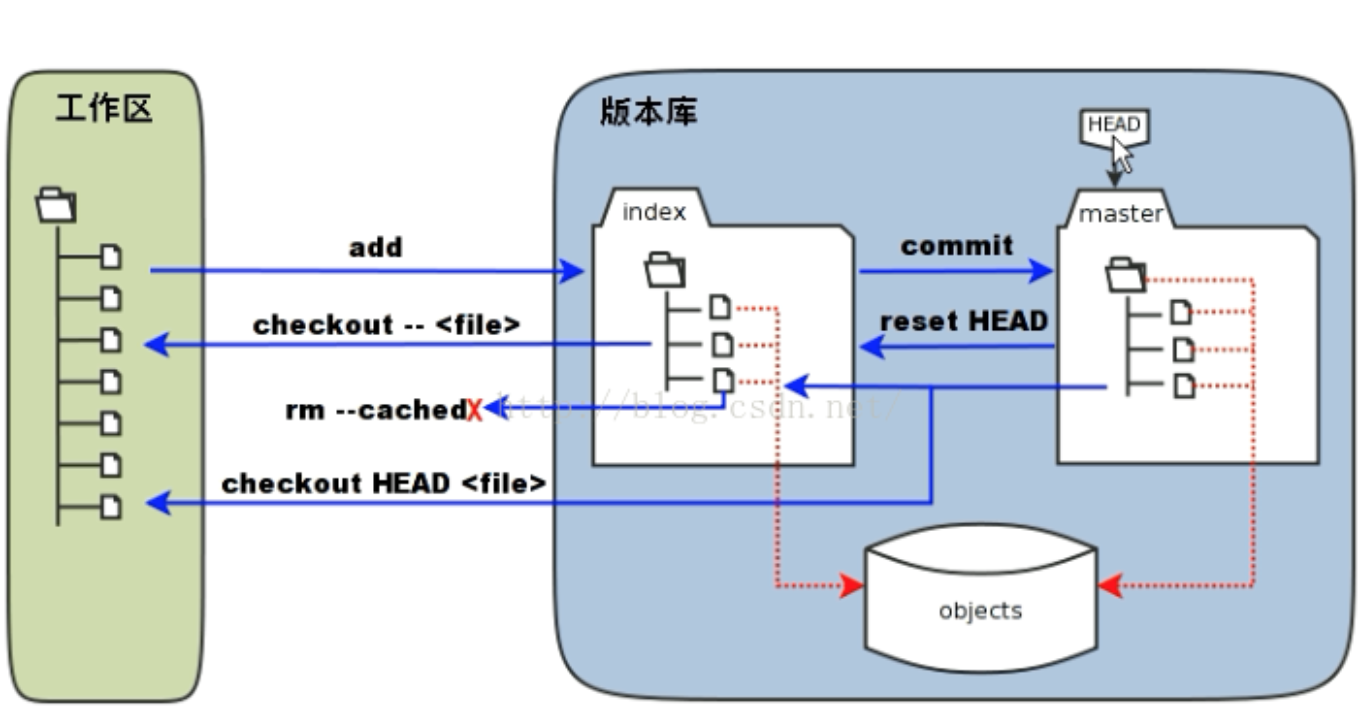 工作区
版本库
HEAD
index
master
add
commit
checkout -- <file>
reset HEAD
rm --cachedX
http://blog.csdn.net/
checkout HEAD <file>
objects